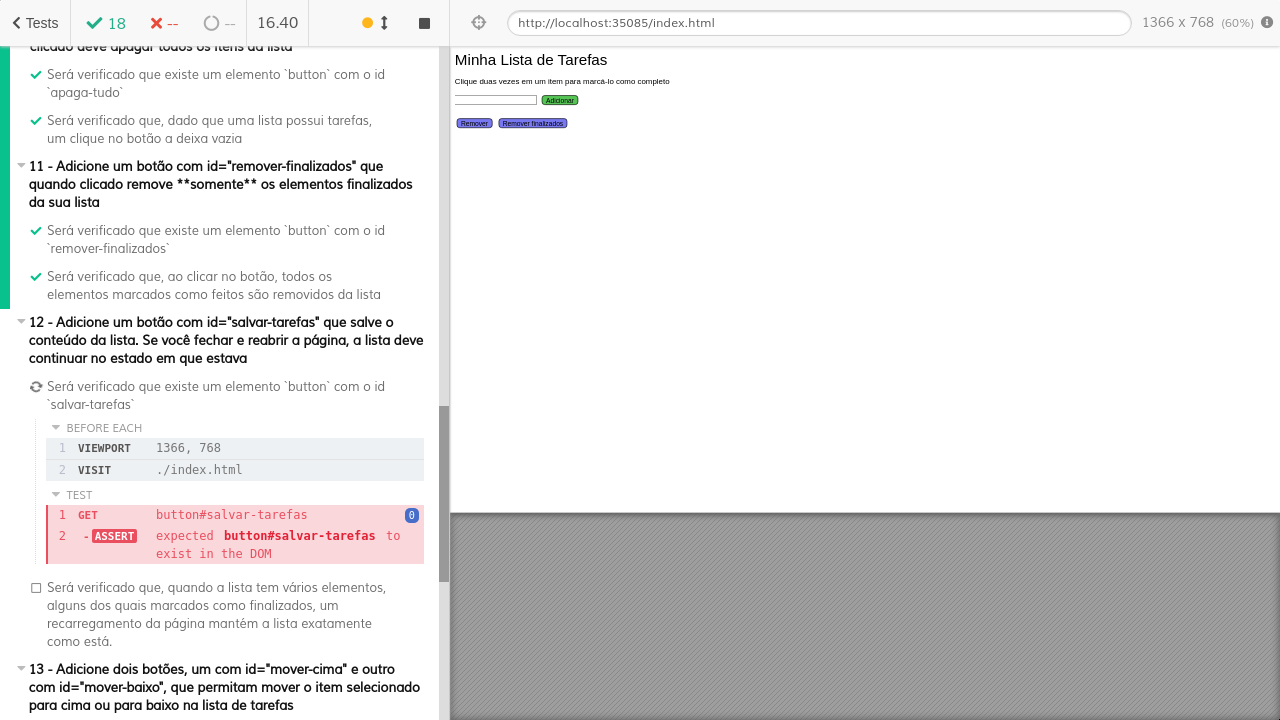 Tests
18
--
--
16.40
http://localhost:35085/index.html
1366 x 768 (60%)
clicado deve apagar todos os itens da lista
Será verificado que existe um elemento `button` com o id
`apaga-tudo`
Será verificado que, dado que uma lista possui tarefas,
um clique no botão a deixa vazia
11 - Adicione um botão com id="remover-finalizados" que
quando clicado remove **somente** os elementos finalizados
da sua lista
Será verificado que existe um elemento `button` com o id
`remover-finalizados`
Será verificado que, ao clicar no botão, todos os
elementos marcados como feitos são removidos da lista
12 - Adicione um botão com id="salvar-tarefas" que salve o
conteúdo da lista. Se você fechar e reabrir a página, a lista deve
continuar no estado em que estava
Será verificado que existe um elemento `button` com o id
`salvar-tarefas`
BEFORE EACH
1 VIEWPORT 1366, 768
2 VISIT ./index.html
TEST
1 GET button#salvar-tarefas 0
2 -ASSERT expected button#salvar-tarefas to
exist in the DOM
Será verificado que, quando a lista tem vários elementos,
alguns dos quais marcados como finalizados, um
recarregamento da página mantém a lista exatamente
como está.
13 - Adicione dois botões, um com id="mover-cima" e outro
com id="mover-baixo", que permitam mover o item selecionado
para cima ou para baixo na lista de tarefas
Minha Lista de Tarefas
Clique duas vezes em um item para marcá-lo como completo
Adicionar
Remover Remover finalizados